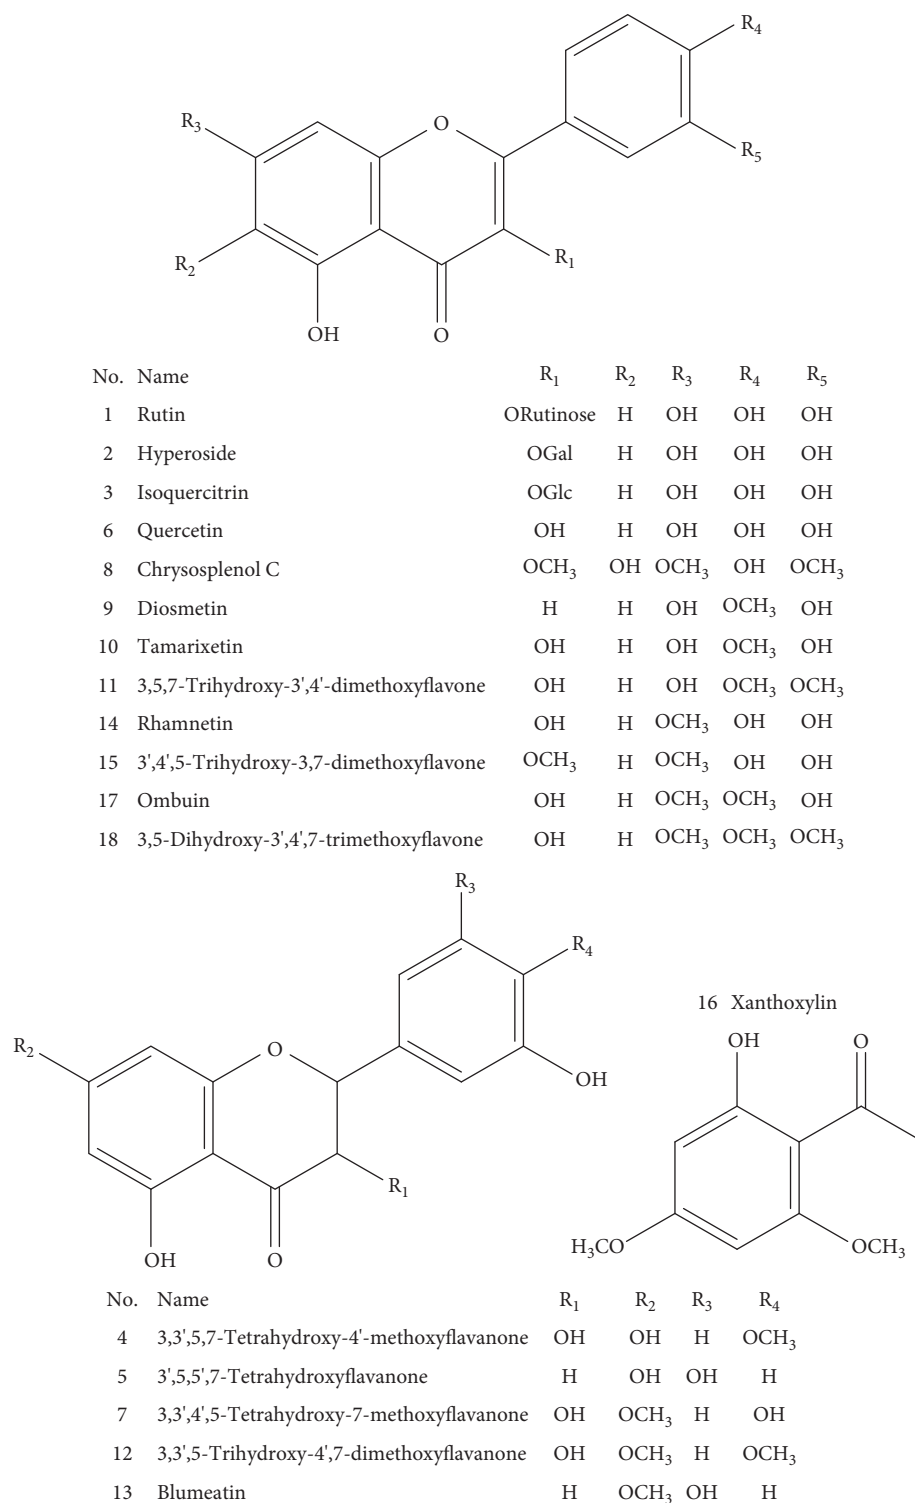 R4
R3
O
R5
R2
R1
OH
O
No. Name R1 R2 R3 R4 R5
1 Rutin ORutinose H OH OH OH
2 Hyperoside OGal H OH OH OH
3 Isoquercitrin OGlc H OH OH OH
6 Quercetin OH H OH OH OH
8 Chrysosplenol C OCH3 OH OCH3 OH OCH3
9 Diosmetin H H OH OCH3 OH
10 Tamarixetin OH H OH OCH3 OH
11 3,5,7-Trihydroxy-3',4'-dimethoxyflavone OH H OH OCH3 OCH3
14 Rhamnetin OH H OCH3 OH OH
15 3',4',5-Trihydroxy-3,7-dimethoxyflavone OCH3 H OCH3 OH OH
17 Ombuin OH H OCH3 OCH3 OH
18 3,5-Dihydroxy-3',4',7-trimethoxyflavone OH H OCH3 OCH3 OCH3
R3
R4
R2
O
OH
R1
OH
O
16 Xanthoxylin
OH
O
H3CO
OCH3
No. Name R1 R2 R3 R4
4 3,3',5,7-Tetrahydroxy-4'-methoxyflavanone OH OH H OCH3
5 3',5,5',7-Tetrahydroxyflavanone H OH OH H
7 3,3',4',5-Tetrahydroxy-7-methoxyflavanone OH OCH3 H OH
12 3,3',5-Trihydroxy-4',7-dimethoxyflavanone OH OCH3 H OCH3
13 Blumeatin H OCH3 OH H